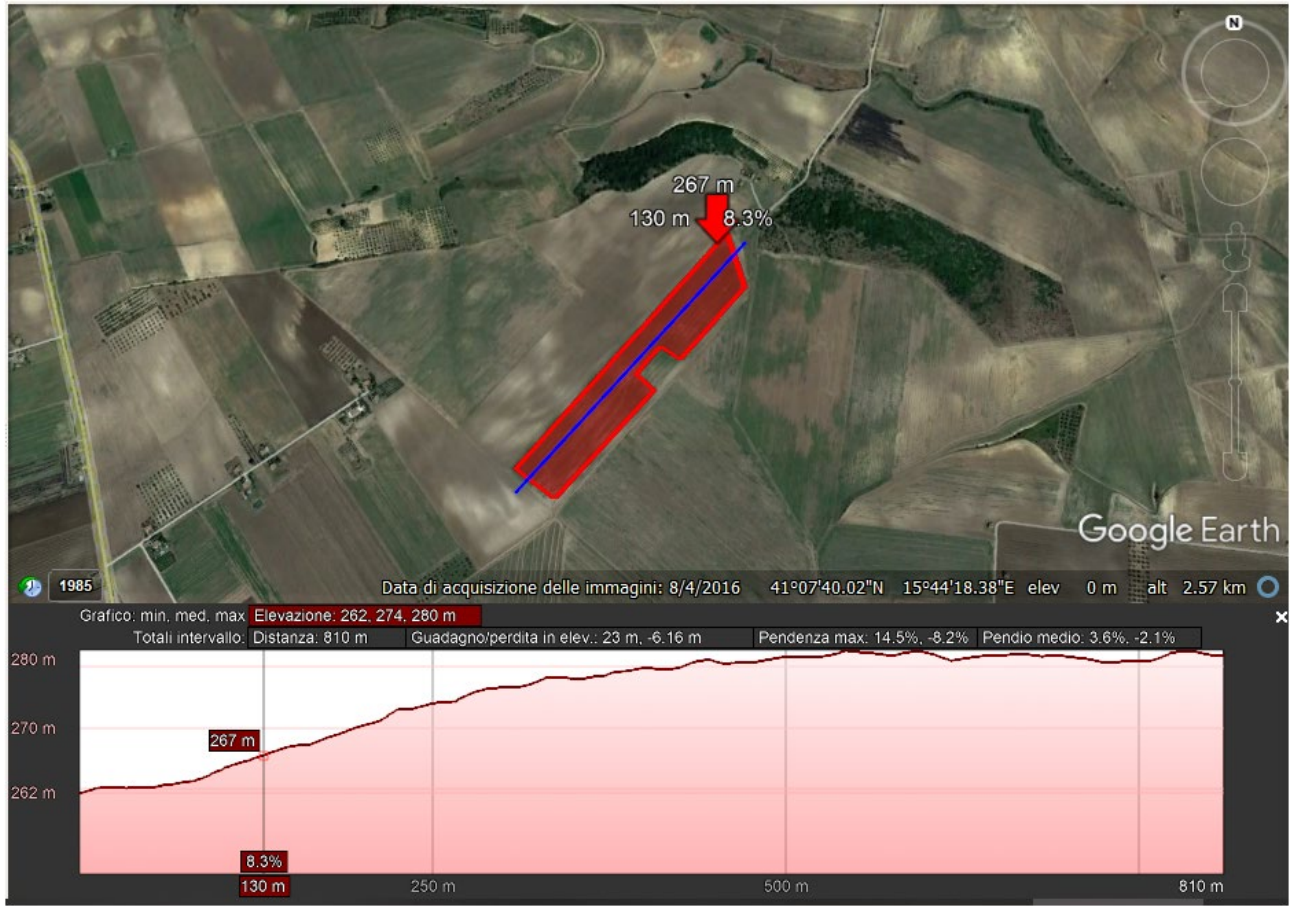 N
267 m
130 m 8.3%
Google Earth
1985 Data di acquisizione delle immagini: 8/4/2016 41°07'40.02"N 15°44'18.38"E elev 0 m alt 2.57 km
Grafico: min, med, max Elevazione: 262, 274, 280 m
Totali intervallo: Distanza: 810 m Guadagno/perdita in elev.: 23 m, -6.16 m Pendenza max: 14.5%, -8.2% Pendio medio: 3.6%, -2.1%
280 m
270 m
267 m
262 m
8.3%
130 m 250 m 500 m 810 m